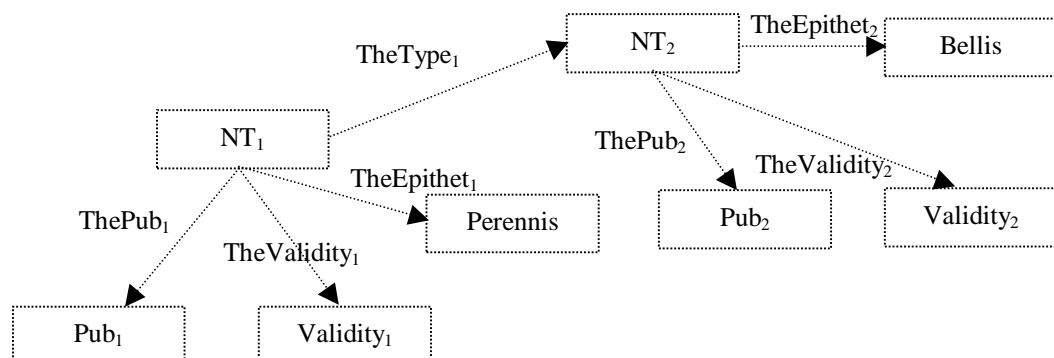 TheEpithet₂
NT₂
Bellis
TheType₁
NT₁
ThePub₂
TheValidity₂
TheEpithet₁
ThePub₁
Perennis
Pub₂
Validity₂
TheValidity₁
Pub₁
Validity₁